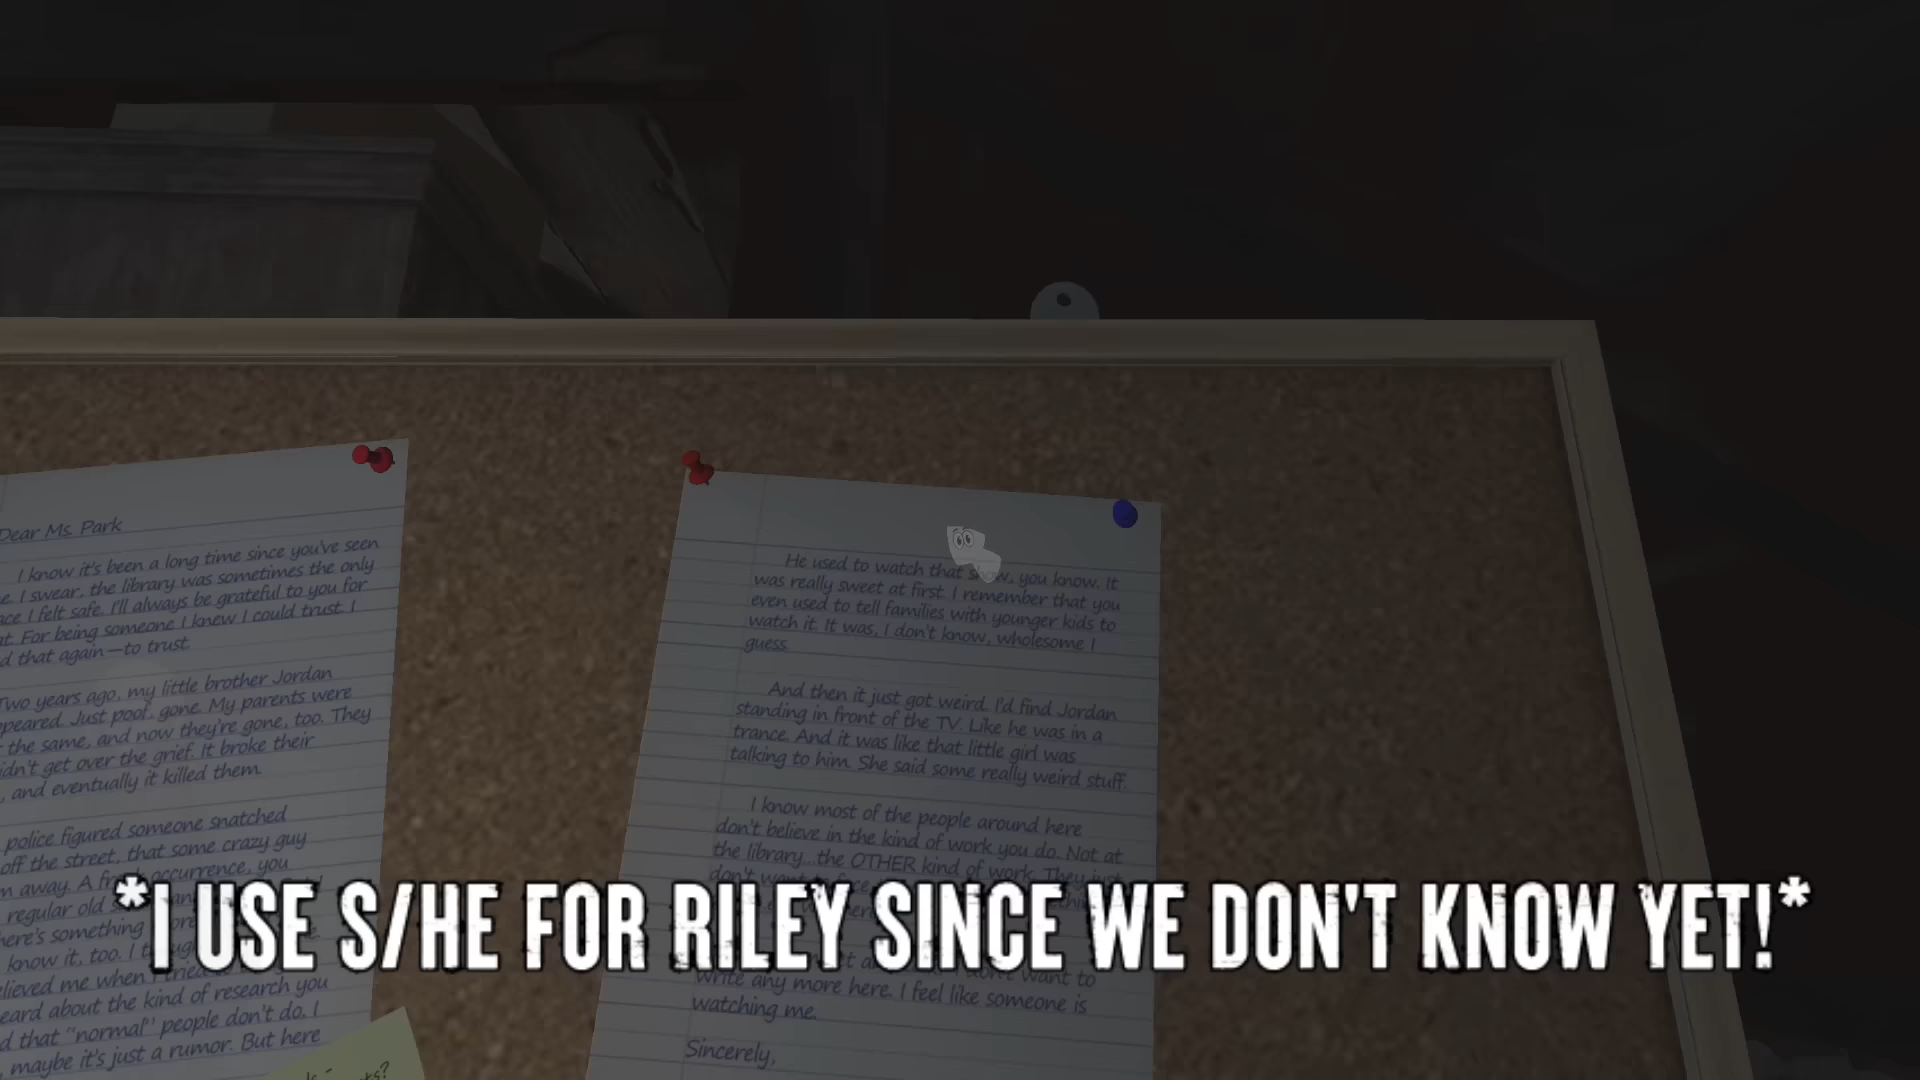 Dear Ms. Park
I know it's been a long time since you've seen
I swear, the library was sometimes the only
I felt safe. I'll always be grateful to you for
For being someone I knew I could trust. I
that again—to trust.
Two years ago, my little brother Jordan
Just poof, gone. My parents were
the same, and now they're gone, too. They
get over the grief. It broke their
, and eventually it killed them.
police figured someone snatched
off the street, that some crazy guy
away. A occurrence, you
regular old
something
know it, too. I
me when I
about the kind of research you
that "normal" people don't do. I
maybe it's just a rumor. But here
He used to watch that show, you know. It
was really sweet at first. I remember that you
even used to tell families with younger kids to
watch it. It was, I don't know, wholesome I
guess.
And then it just got weird. I'd find Jordan
standing in front of the TV. Like he was in a
trance. And it was like that little girl was
talking to him. She said some really weird stuff.
I know most of the people around here
don't believe in the kind of work you do. Not at
the library...the OTHER kind of work. They just
don't want to
want to
write any more here. I feel like someone is
watching me.
Sincerely,
*I USE S/HE FOR RILEY SINCE WE DON'T KNOW YET!*